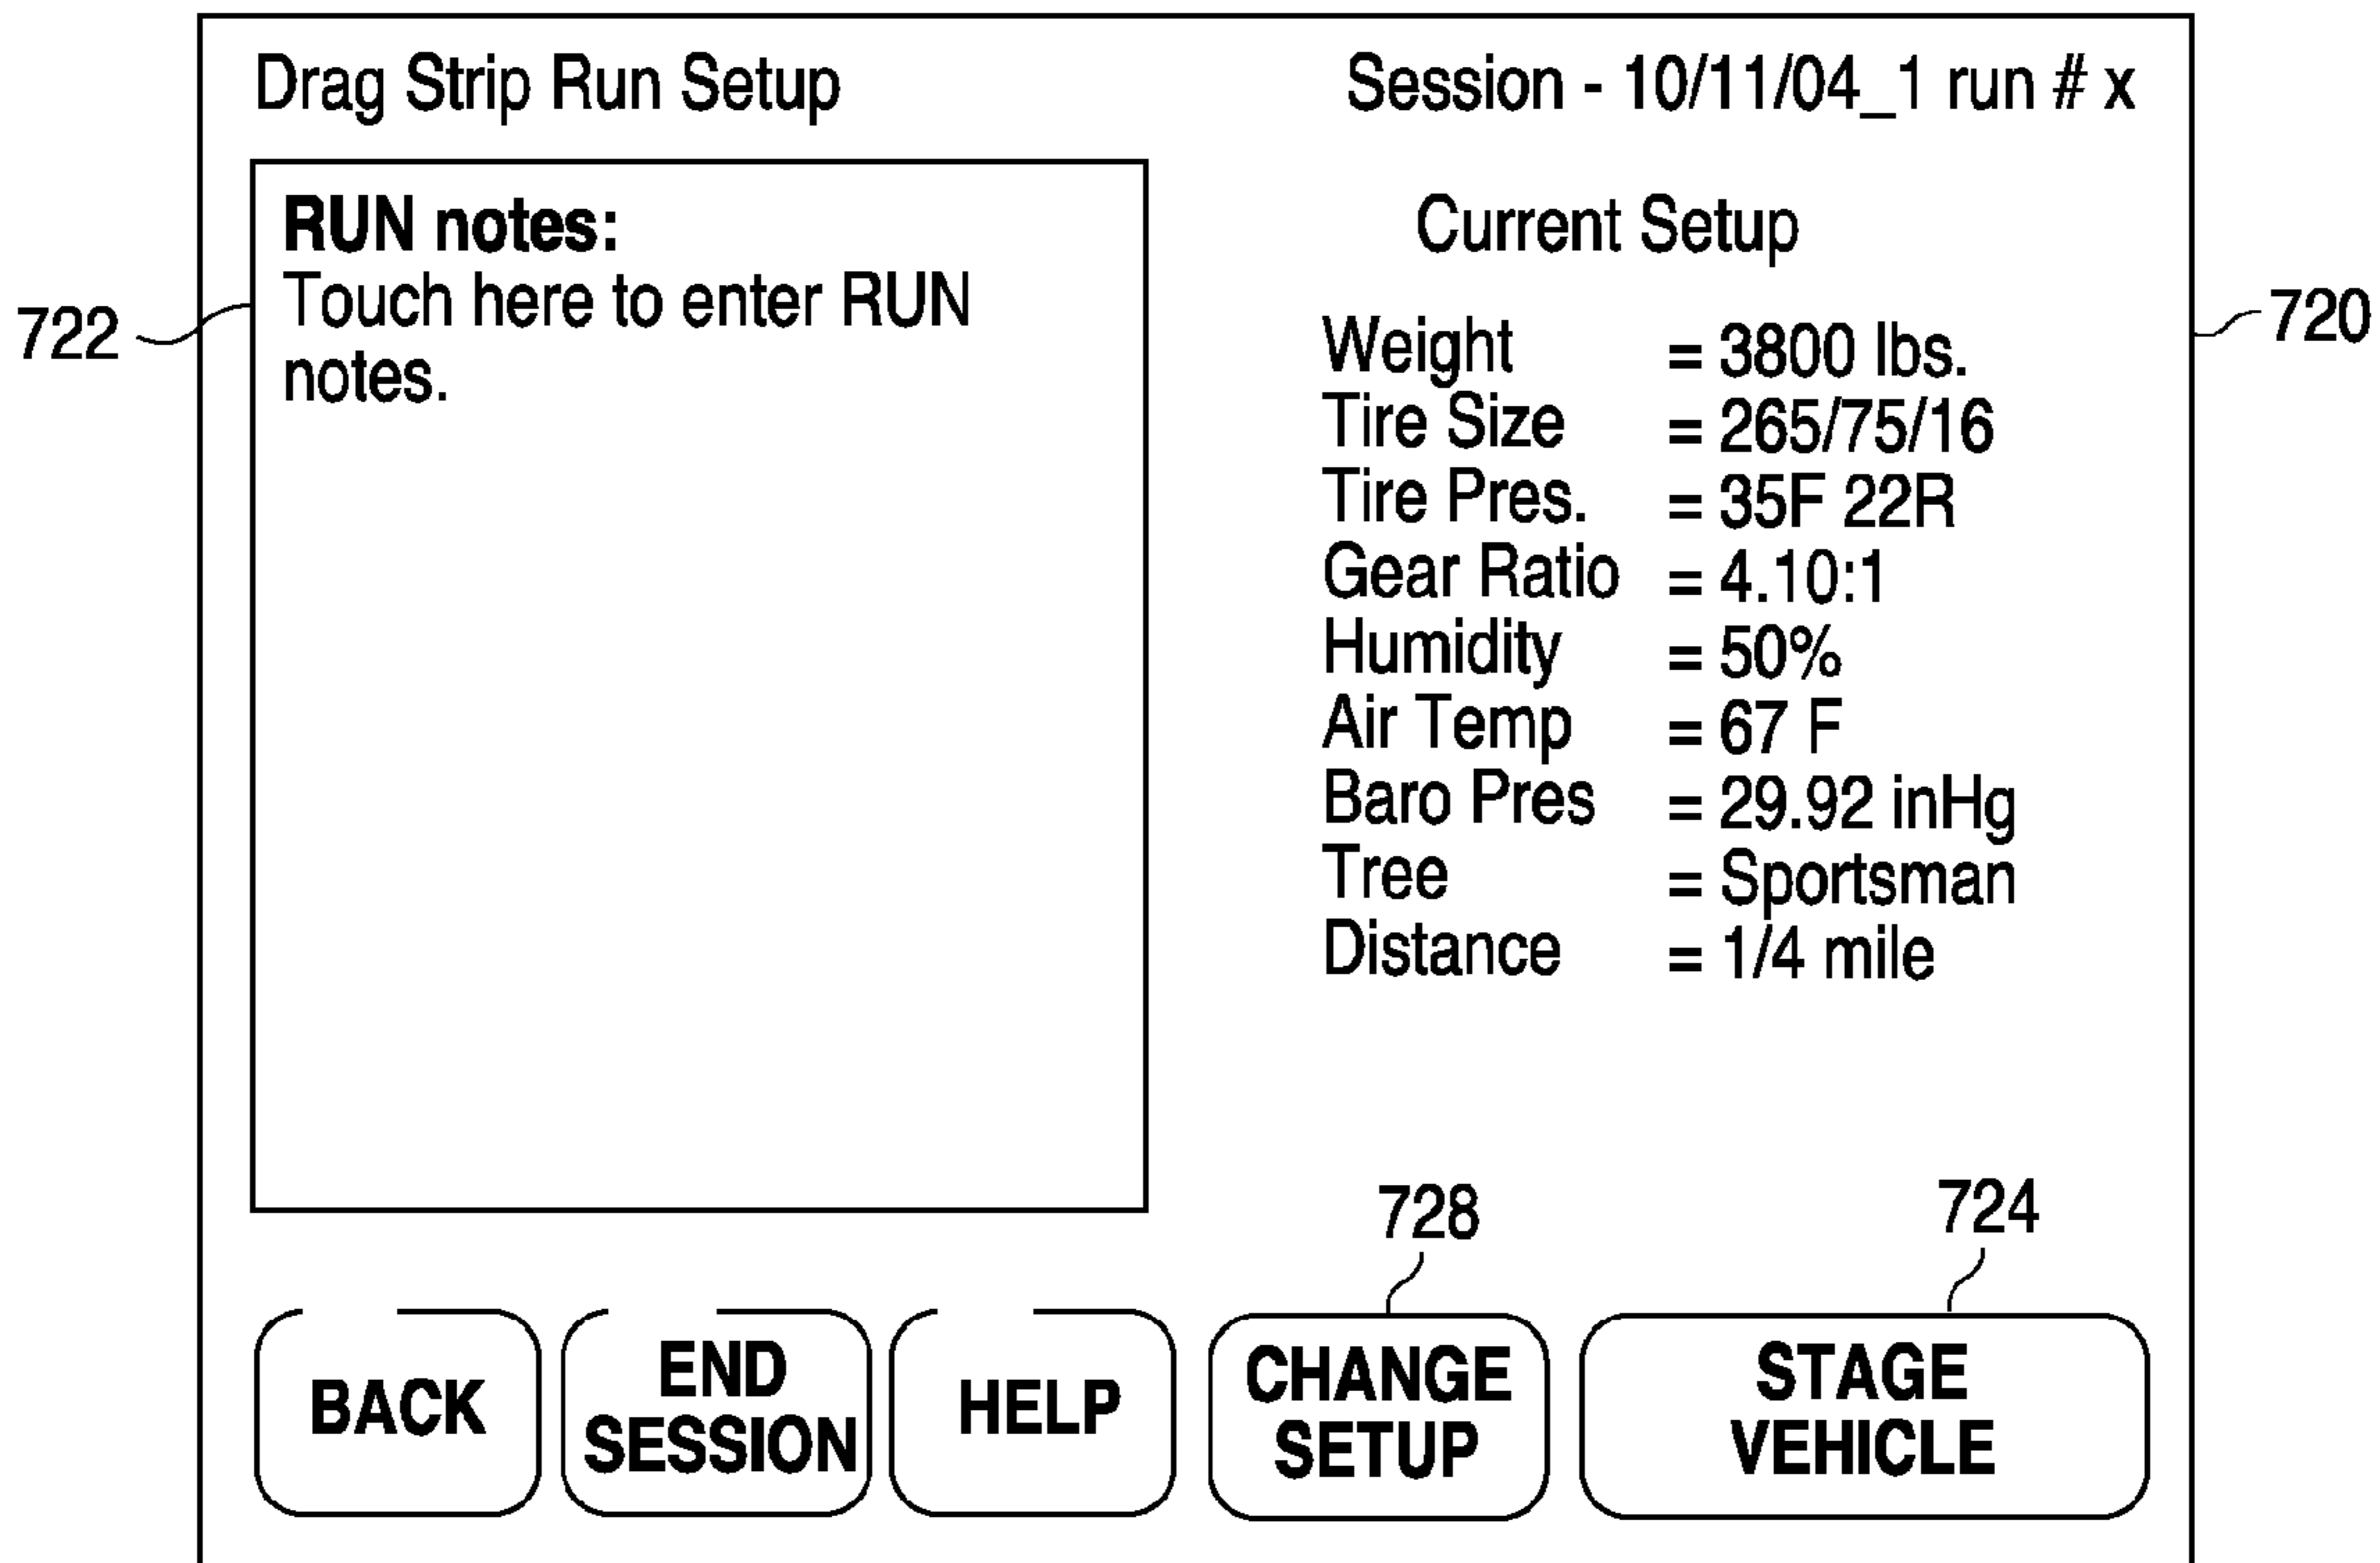 Drag Strip Run Setup
Session - 10/11/04_1 run # x
RUN notes:
Touch here to enter RUN
notes.
722
Current Setup
720
Weight = 3800 lbs.
Tire Size = 265/75/16
Tire Pres. = 35F 22R
Gear Ratio = 4.10:1
Humidity = 50%
Air Temp = 67 F
Baro Pres = 29.92 inHg
Tree = Sportsman
Distance = 1/4 mile
728
724
BACK
END
SESSION
HELP
CHANGE
SETUP
STAGE
VEHICLE